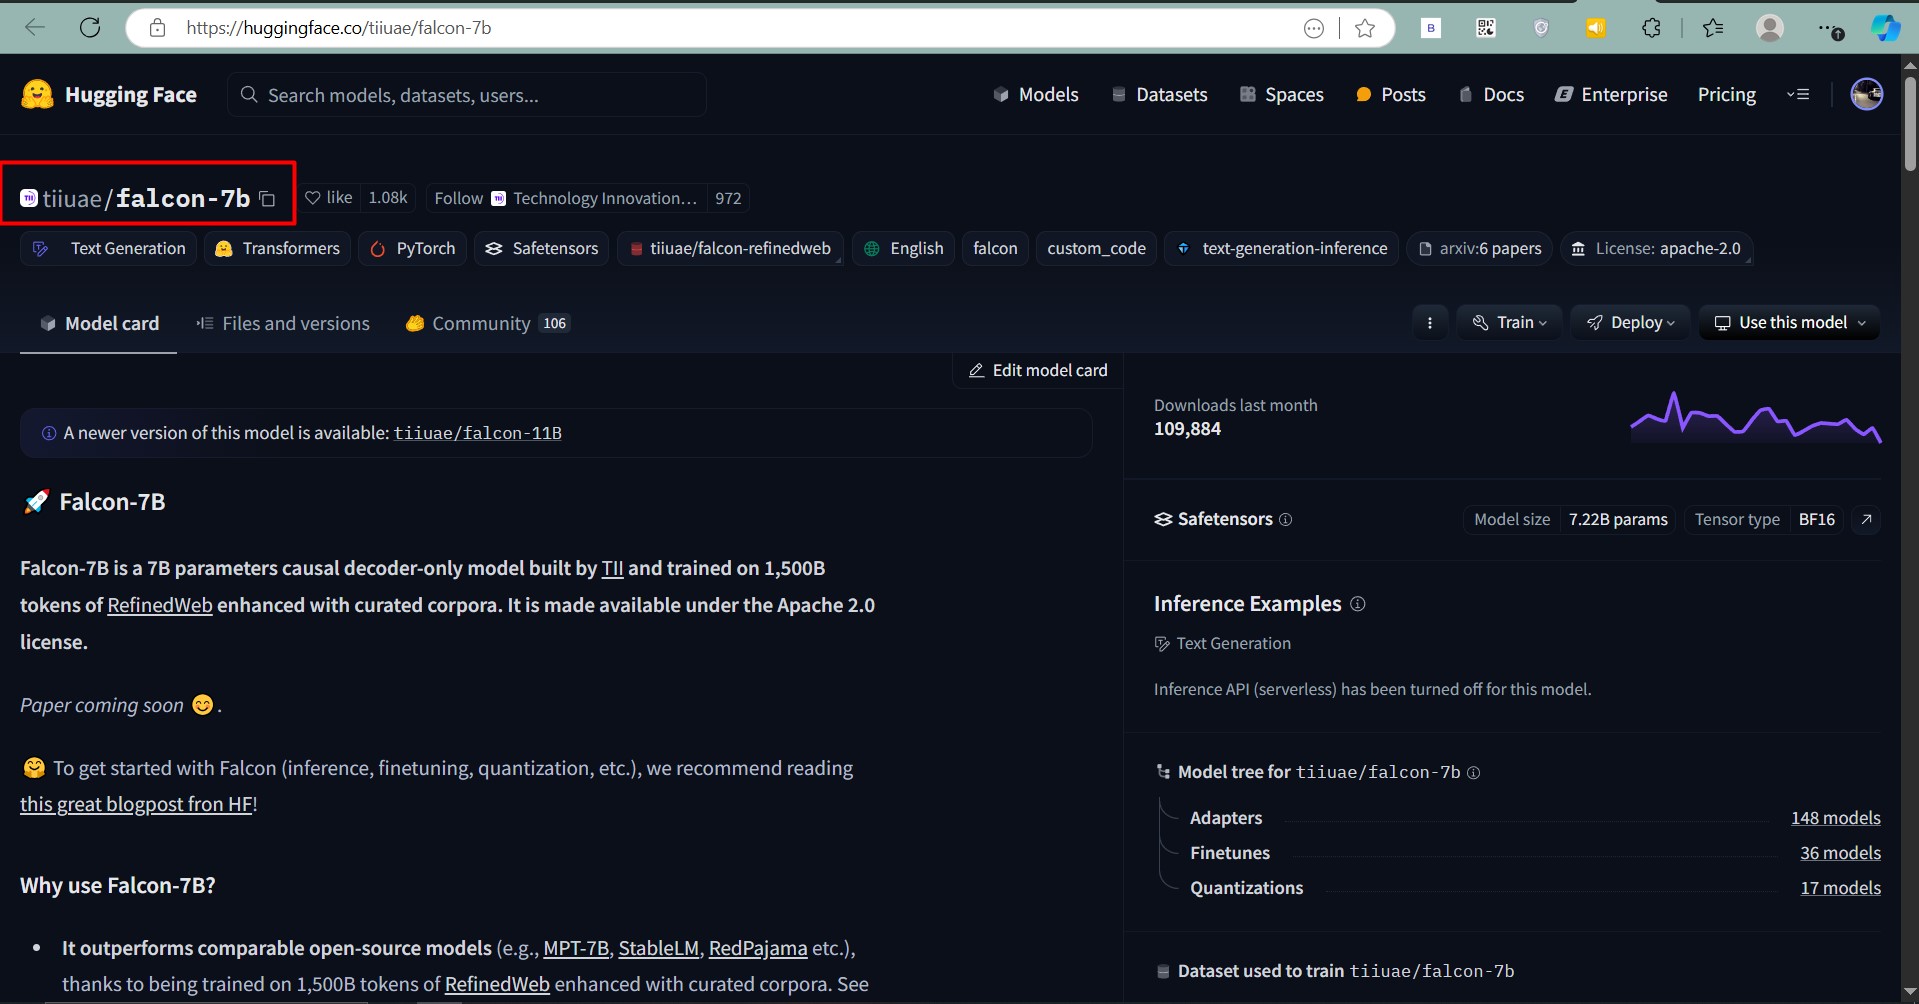 https://huggingface.co/tiiuae/falcon-7b
B
Hugging Face
Search models, datasets, users...
Models
Datasets
Spaces
Posts
Docs
Enterprise
Pricing
TII tiiuae/falcon-7b
like 1.08k
Follow TII Technology Innovation... 972
Text Generation
Transformers
PyTorch
Safetensors
tiiuae/falcon-refinedweb
English
falcon
custom_code
text-generation-inference
arxiv:6 papers
License: apache-2.0
Model card
Files and versions
Community 106
Train
Deploy
Use this model
Edit model card
A newer version of this model is available: tiiuae/falcon-11B
🚀 Falcon-7B
Falcon-7B is a 7B parameters causal decoder-only model built by TII and trained on 1,500B
tokens of RefinedWeb enhanced with curated corpora. It is made available under the Apache 2.0
license.
Paper coming soon 😊.
🤗 To get started with Falcon (inference, finetuning, quantization, etc.), we recommend reading
this great blogpost fron HF!
Why use Falcon-7B?
• It outperforms comparable open-source models (e.g., MPT-7B, StableLM, RedPajama etc.),
thanks to being trained on 1,500B tokens of RefinedWeb enhanced with curated corpora. See
Downloads last month
109,884
Safetensors
Model size 7.22B params
Tensor type BF16
Inference Examples
Text Generation
Inference API (serverless) has been turned off for this model.
Model tree for tiiuae/falcon-7b
Adapters 148 models
Finetunes 36 models
Quantizations 17 models
Dataset used to train tiiuae/falcon-7b